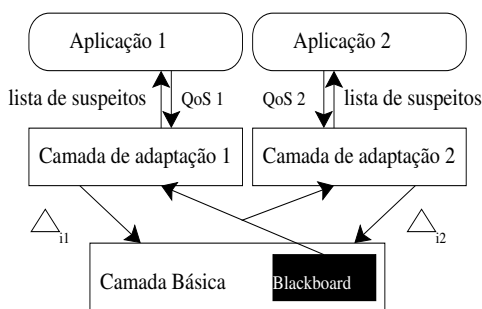 Aplicação 1
Aplicação 2
lista de suspeitos
QoS 1
QoS 2
lista de suspeitos
Camada de adaptação 1
Camada de adaptação 2
△i1
△i2
Camada Básica
Blackboard